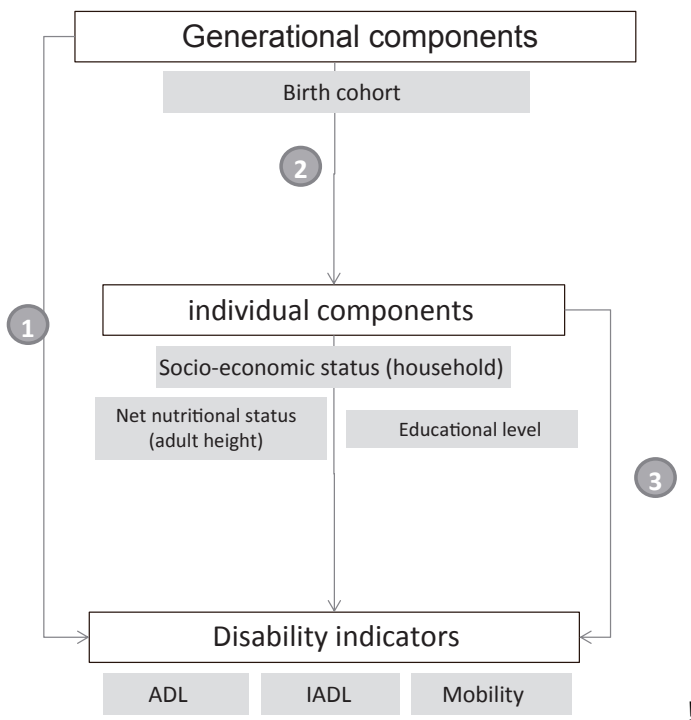 Generational components
Birth cohort
2
individual components
1
Socio-economic status (household)
Net nutritional status
(adult height)
Educational level
3
Disability indicators
ADL
IADL
Mobility